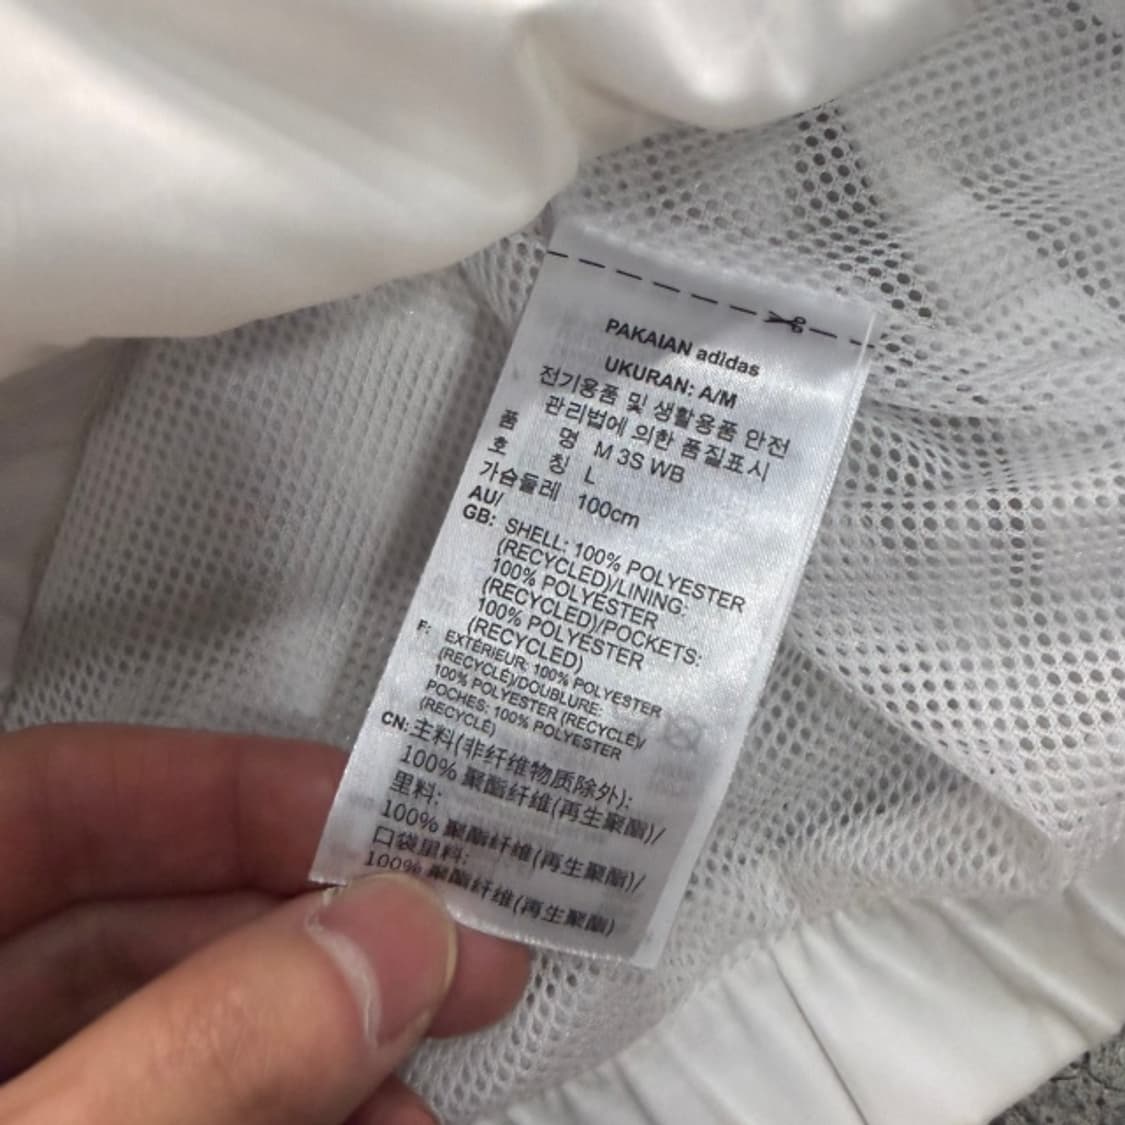 PAKAIAN adidas
UKURAN: A/M
전기용품 및 생활용품 안전
관리법에 의한 품질표시
품 명 M 3S WB
호 칭 L
가슴둘레 100cm
AU/
GB: SHELL: 100% POLYESTER
(RECYCLED)/LINING:
100% POLYESTER
(RECYCLED)/POCKETS:
100% POLYESTER
(RECYCLED)
F: EXTÉRIEUR: 100% POLYESTER
(RECYCLÉ)/DOUBLURE:
100% POLYESTER (RECYCLÉ)/
POCHES: 100% POLYESTER
(RECYCLÉ)
CN: 主料(非纤维物质除外):
100% 聚酯纤维(再生聚酯)/
里料:
100% 聚酯纤维(再生聚酯)/
口袋里料:
100% 聚酯纤维(再生聚酯)